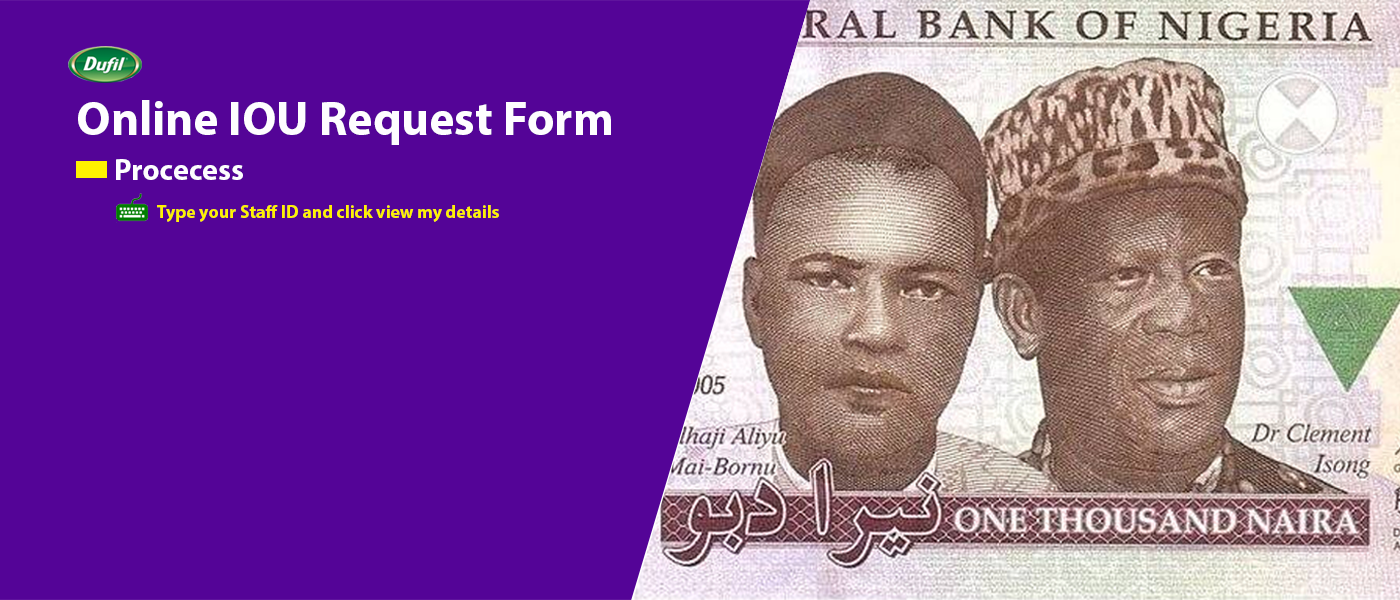 Dufil
Online IOU Request Form
Procecess
Type your Staff ID and click view my details
RAL BANK OF NIGERIA
005
lhaji Aliyu
Mai-Bornu
Dr Clement
Isong
نيرا دبو
ONE THOUSAND NAIRA